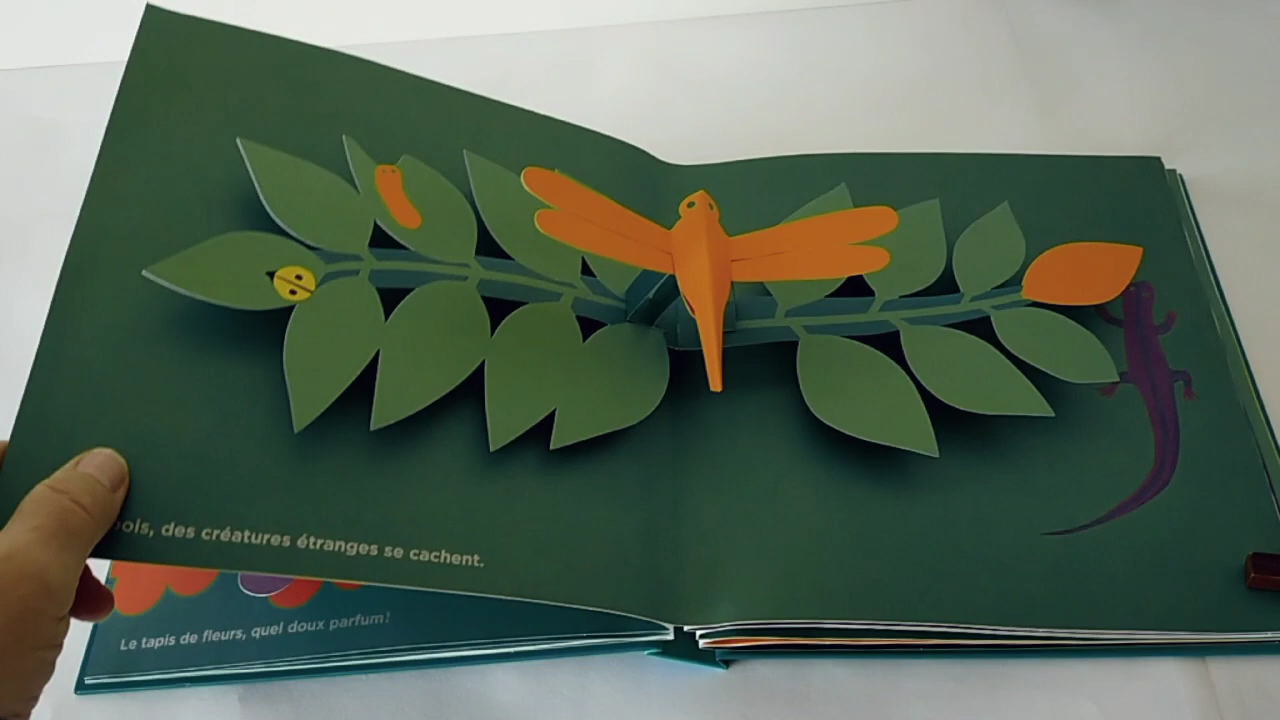 des créatures étranges se cachent.
Le tapis de fleurs, quel doux parfum!